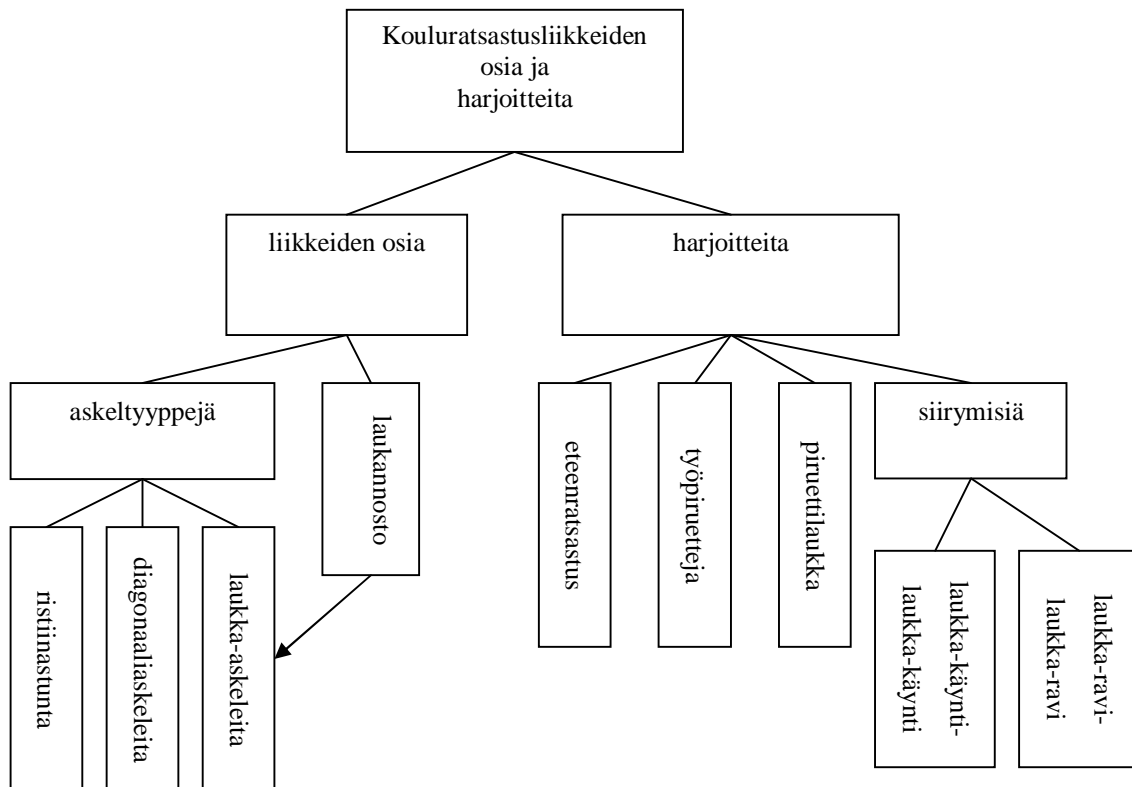 Kouluratsastusliikkeiden
osia ja
harjoitteita
liikkeiden osia
harjoitteita
askeltyyppejä
laukannosto
eteenratsastus
työpiruetteja
piruettilaukka
siirymisiä
ristiinastunta
diagonaaliaskeleita
laukka-askeleita
laukka-käynti-
laukka-käynti
laukka-ravi-
laukka-ravi